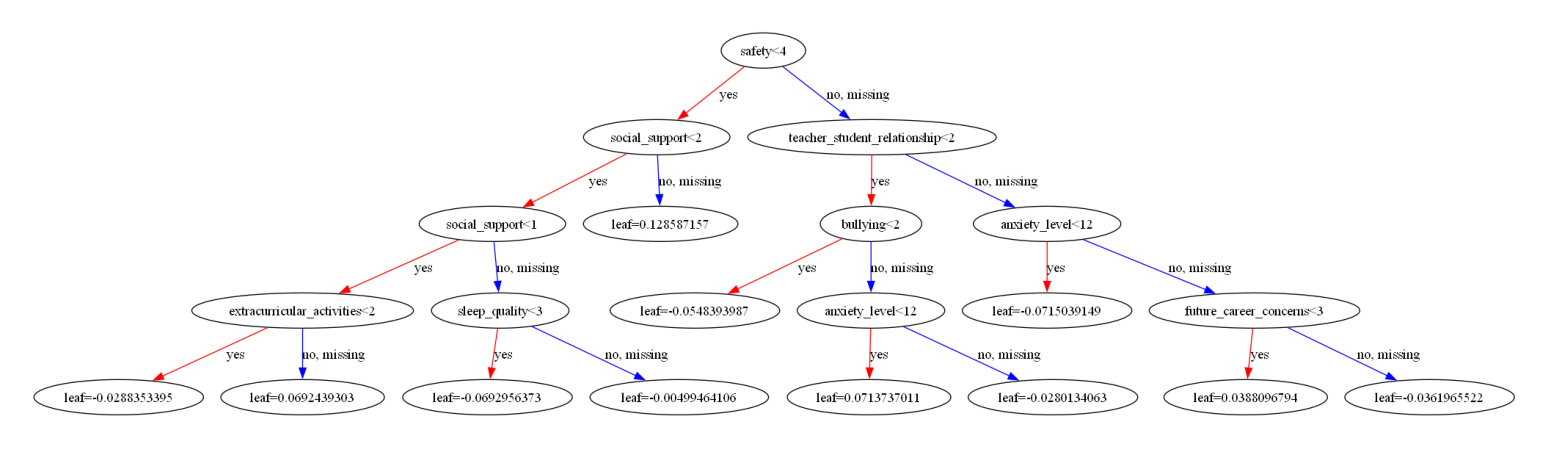 safety<4
yes
no, missing
social_support<2
teacher_student_relationship<2
yes
no, missing
yes
no, missing
social_support<1
leaf=0.128587157
bullying<2
anxiety_level<12
yes
no, missing
yes
no, missing
yes
no, missing
extracurricular_activities<2
sleep_quality<3
leaf=-0.0548393987
anxiety_level<12
leaf=-0.0715039149
future_career_concerns<3
yes
no, missing
yes
no, missing
yes
no, missing
yes
no, missing
leaf=-0.0288353395
leaf=0.0692439303
leaf=-0.0692956373
leaf=-0.00499464106
leaf=0.0713737011
leaf=-0.0280134063
leaf=0.0388096794
leaf=-0.0361965522